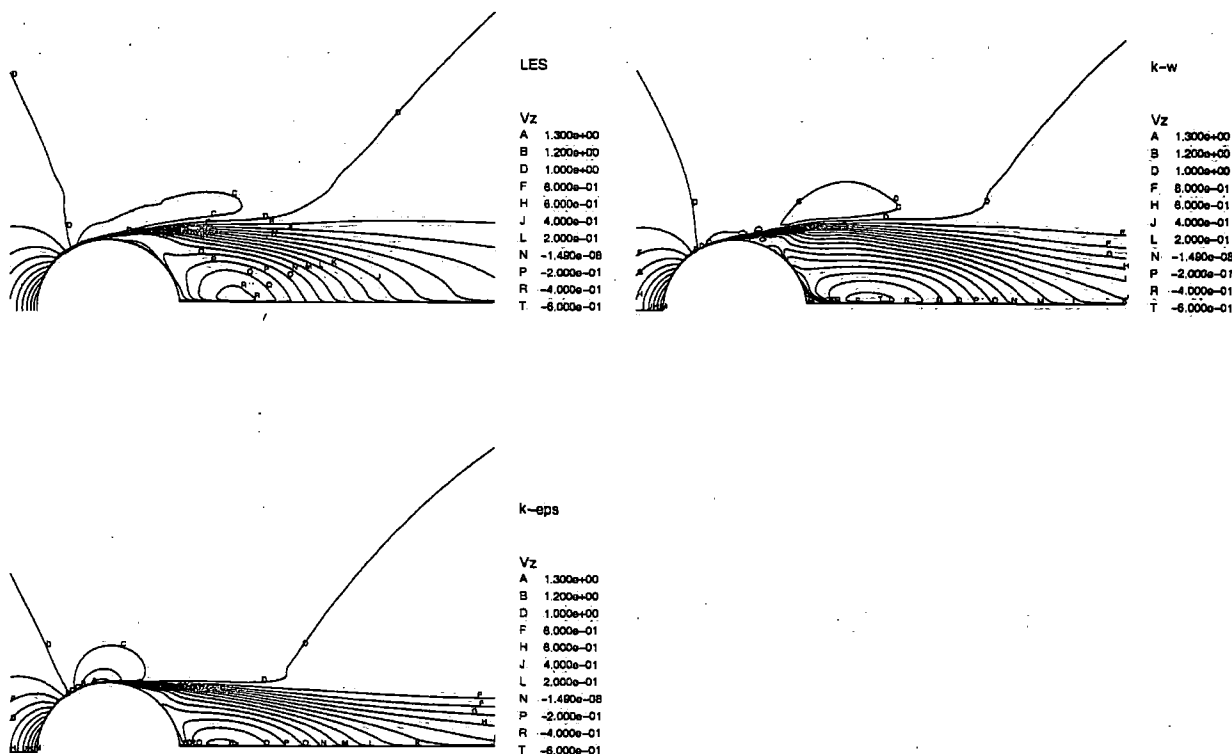 LES
Vz
A 1.300e+00
B 1.200e+00
D 1.000e+00
F 8.000e-01
H 6.000e-01
J 4.000e-01
L 2.000e-01
N -1.490e-08
P -2.000e-01
R -4.000e-01
T -6.000e-01
k-w
Vz
A 1.300e+00
B 1.200e+00
D 1.000e+00
F 8.000e-01
H 6.000e-01
J 4.000e-01
L 2.000e-01
N -1.490e-08
P -2.000e-01
R -4.000e-01
T -6.000e-01
k-eps
Vz
A 1.300e+00
B 1.200e+00
D 1.000e+00
F 8.000e-01
H 6.000e-01
J 4.000e-01
L 2.000e-01
N -1.490e-08
P -2.000e-01
R -4.000e-01
T -6.000e-01